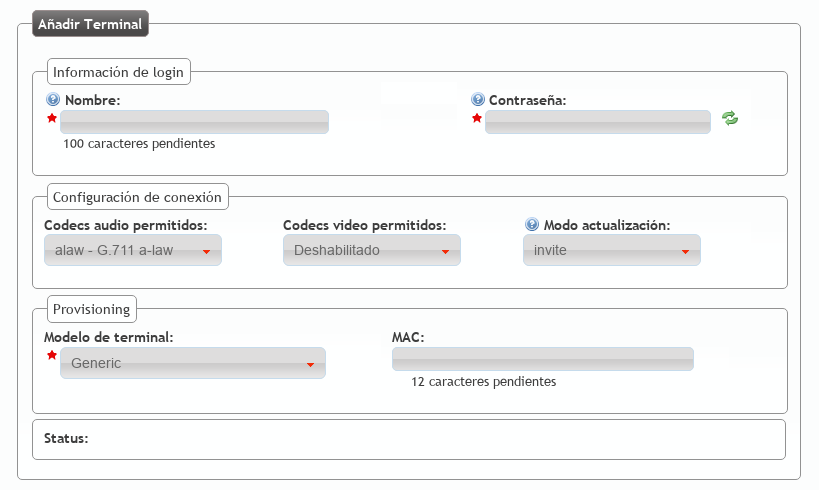 Añadir Terminal
Información de login
Nombre:
Contraseña:
100 caracteres pendientes
Configuración de conexión
Codecs audio permitidos:
Codecs video permitidos:
Modo actualización:
alaw - G.711 a-law
Deshabilitado
invite
Provisioning
Modelo de terminal:
MAC:
Generic
12 caracteres pendientes
Status: